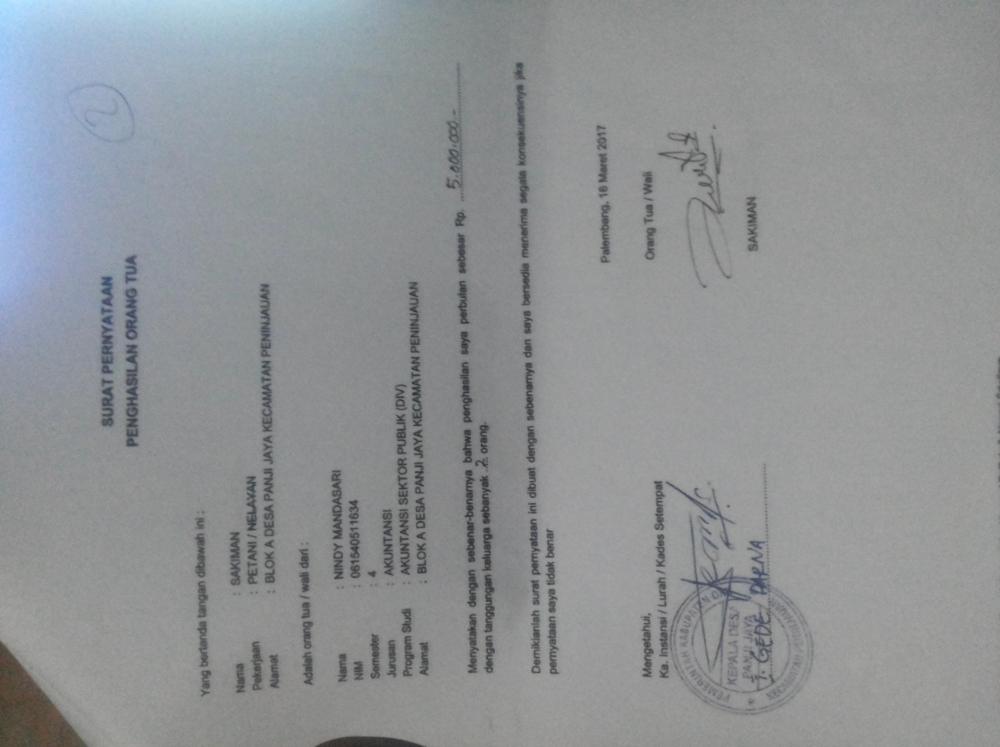 2
SURAT PERNYATAAN
PENGHASILAN ORANG TUA
Yang bertanda tangan dibawah ini :
Nama : SAKIMAN
Pekerjaan : PETANI / NELAYAN
Alamat : BLOK A DESA PANJI JAYA KECAMATAN PENINJAUAN
Adalah orang tua / wali dari :
Nama : NINDY MANDASARI
NIM : 061540511634
Semester : 4
Jurusan : AKUNTANSI
Program Studi : AKUNTANSI SEKTOR PUBLIK (DIV)
Alamat : BLOK A DESA PANJI JAYA KECAMATAN PENINJAUAN
Menyatakan dengan sebenar-benarnya bahwa penghasilan saya perbulan sebesar Rp. 5.000.000.-
dengan tanggungan keluarga sebanyak 2 orang.
Demikianlah surat pernyataan ini dibuat dengan sebenarnya dan saya bersedia menerima segala konsekuensinya jika
pernyataan saya tidak benar
Palembang, 16 Maret 2017
Mengetahui,
Ka. Instansi / Lurah / Kades Setempat
Orang Tua / Wali
PEMERINTAH KABUPATEN
KEPALA DESA
PANJI JAYA
KECAMATAN PENINJAUAN
GEDE DARNA
SAKIMAN